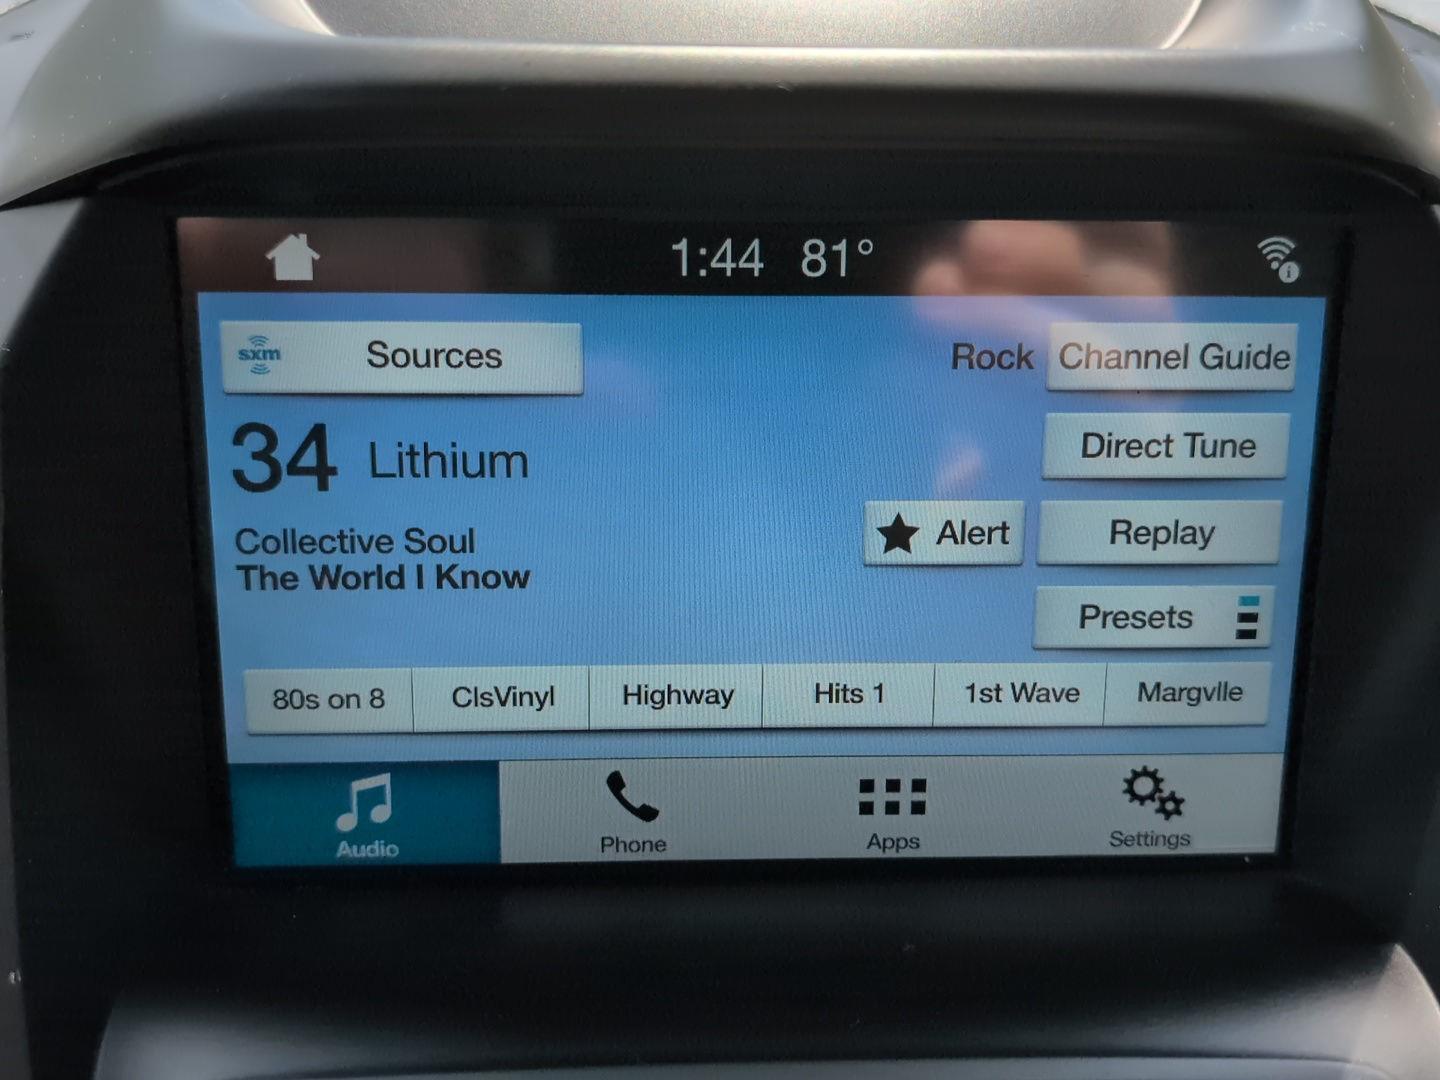 1:44 81°
sxm Sources
Rock Channel Guide
34 Lithium
Direct Tune
Collective Soul
The World I Know
Alert
Replay
Presets
80s on 8 ClsVinyl Highway Hits 1 1st Wave Margvlle
Audio Phone Apps Settings